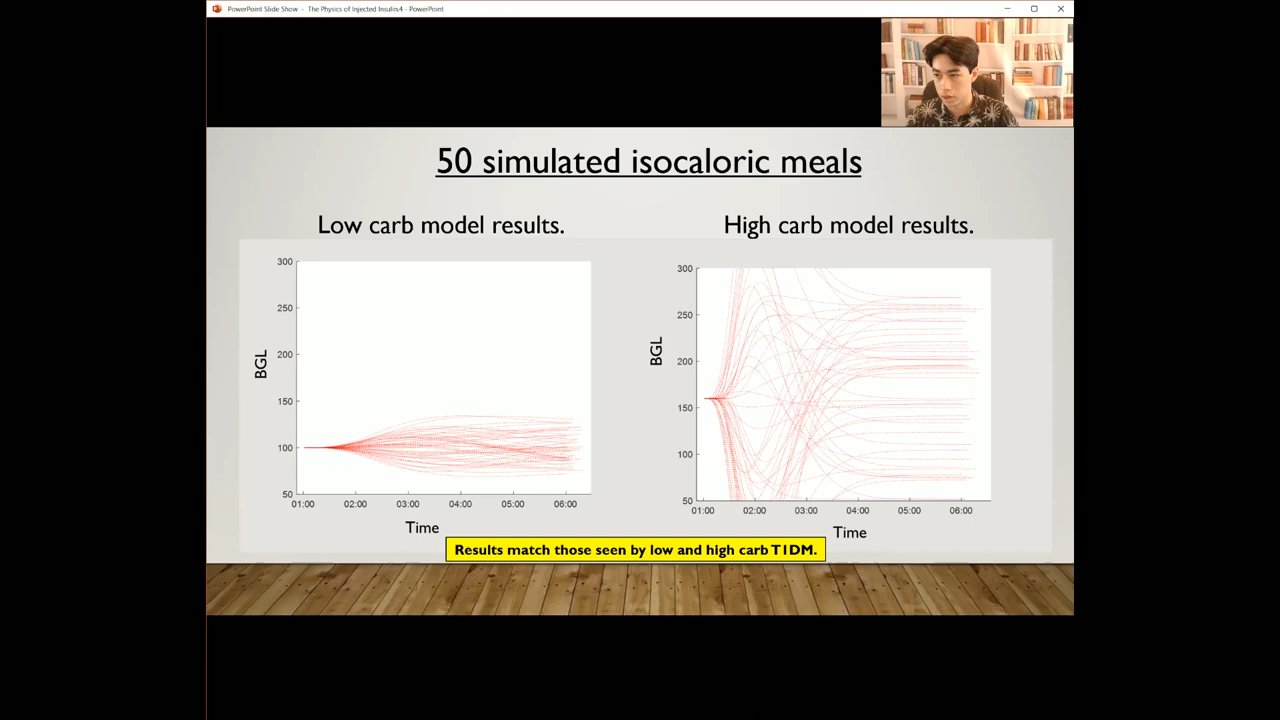 PowerPoint Slide Show - The Physics of Injected Insulin.4 - PowerPoint
50 simulated isocaloric meals
Low carb model results.
High carb model results.
300
250
200
150
100
50
BGL
01:00 02:00 03:00 04:00 05:00 06:00
Time
300
250
200
150
100
50
BGL
01:00 02:00 03:00 04:00 05:00 06:00
Time
Results match those seen by low and high carb T1DM.